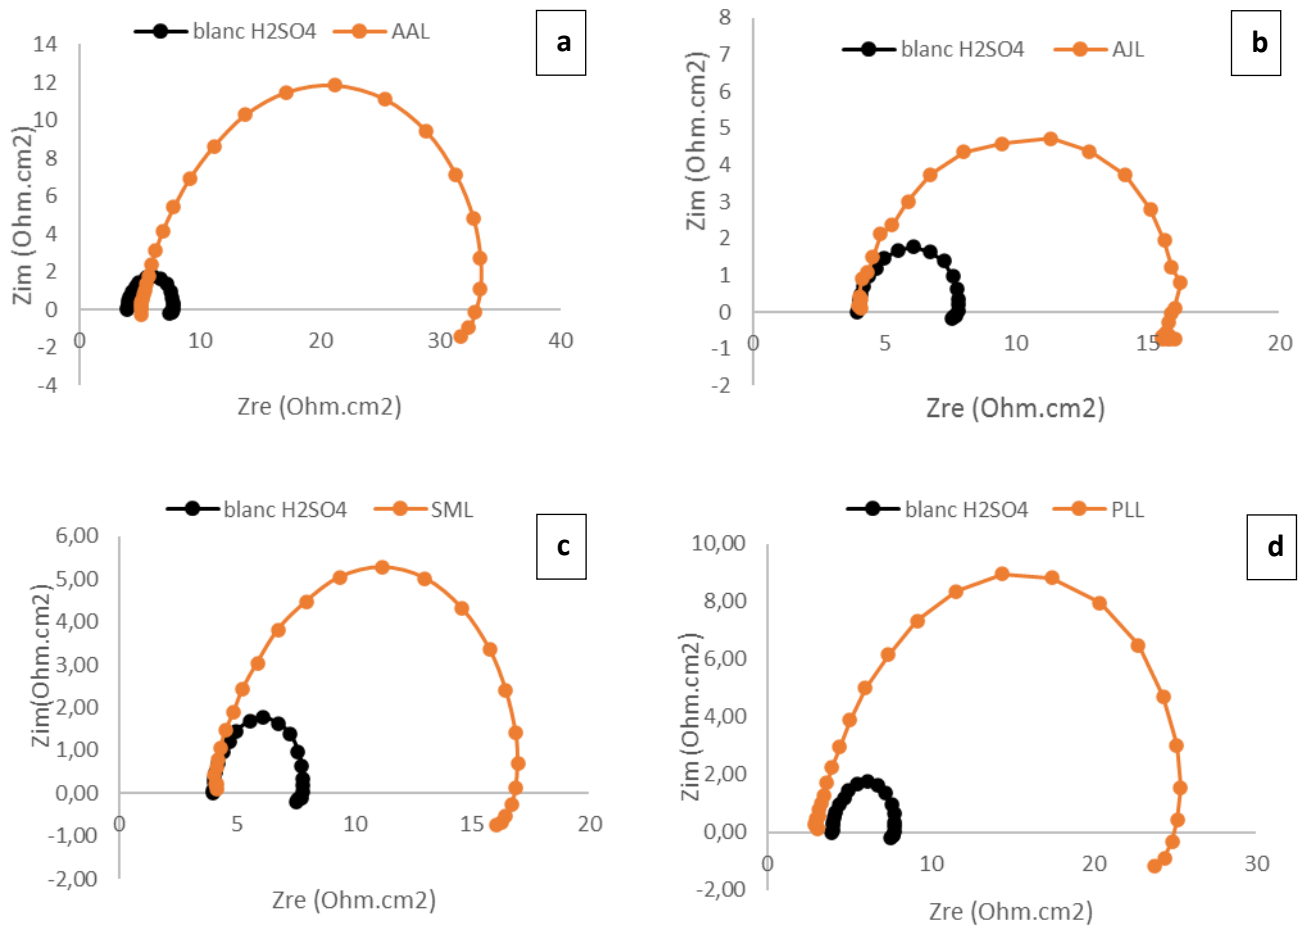 blanc H2SO4 AAL
a
14
12
10
8
6
4
2
0
-2
-4
0 10 20 30 40
Zim (Ohm.cm2)
Zre (Ohm.cm2)
blanc H2SO4 AJL
b
8
7
6
5
4
3
2
1
0
-1
-2
0 5 10 15 20
Zim (Ohm.cm2)
Zre (Ohm.cm2)
blanc H2SO4 SML
c
6,00
5,00
4,00
3,00
2,00
1,00
0,00
-1,00
-2,00
0 5 10 15 20
Zim(Ohm.cm2)
Zre (Ohm.cm2)
blanc H2SO4 PLL
d
10,00
8,00
6,00
4,00
2,00
0,00
-2,00
0 10 20 30
Zim (Ohm.cm2)
Zre (Ohm.cm2)